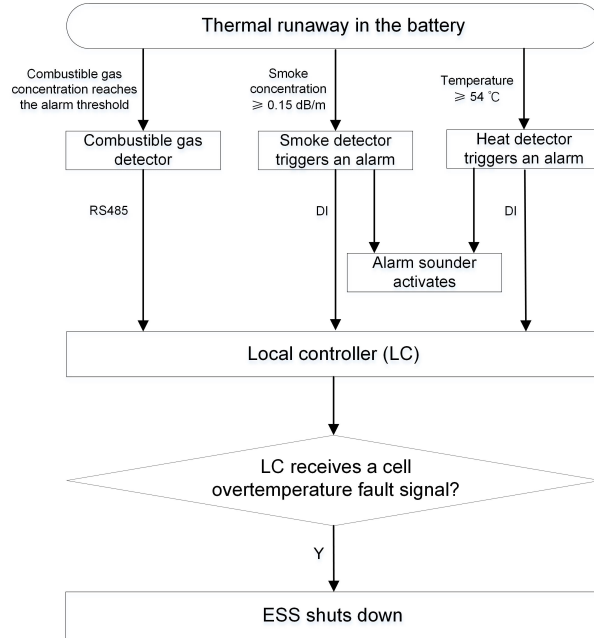 Thermal runaway in the battery
Combustible gas
concentration reaches
the alarm threshold
Smoke
concentration
≥ 0.15 dB/m
Temperature
≥ 54 ℃
Combustible gas
detector
Smoke detector
triggers an alarm
Heat detector
triggers an alarm
RS485
DI
DI
Alarm sounder
activates
Local controller (LC)
LC receives a cell
overtemperature fault signal?
Y
ESS shuts down